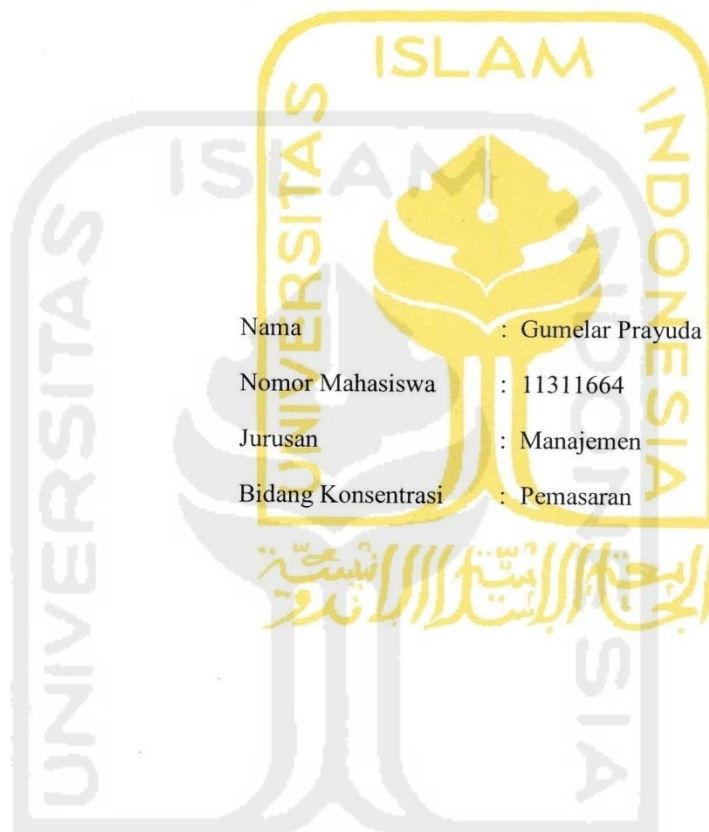 ISLAM
UNIVERSITAS
INDONESIA
ISLAM
UNIVERSITAS
INDONESIA
Nama : Gumelar Prayuda
Nomor Mahasiswa : 11311664
Jurusan : Manajemen
Bidang Konsentrasi : Pemasaran